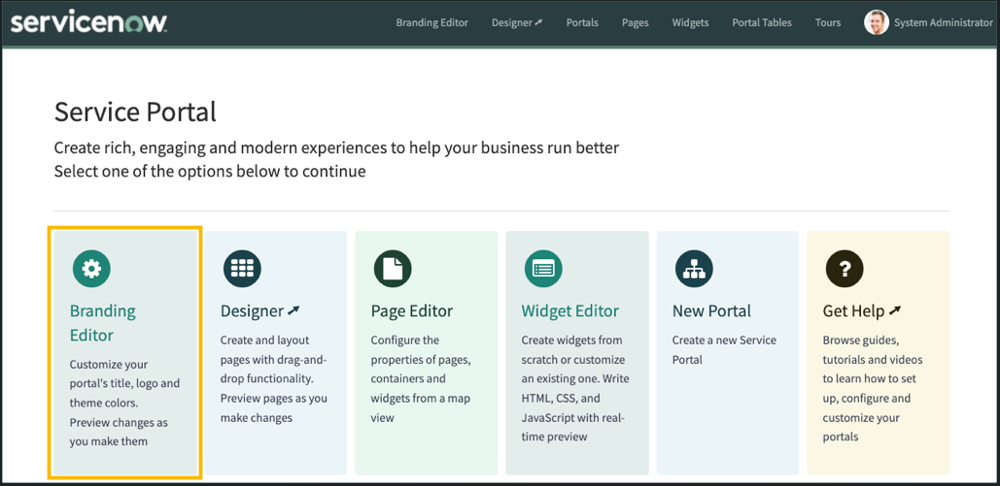 servicenow.
Branding Editor Designer Portals Pages Widgets Portal Tables Tours System Administrator
Service Portal
Create rich, engaging and modern experiences to help your business run better
Select one of the options below to continue
Branding
Editor
Customize your
portal's title, logo and
theme colors.
Preview changes as
you make them
Designer
Create and layout
pages with drag-and-
drop functionality.
Preview pages as you
make changes
Page Editor
Configure the
properties of pages,
containers and
widgets from a map
view
Widget Editor
Create widgets from
scratch or customize
an existing one. Write
HTML, CSS, and
JavaScript with real-
time preview
New Portal
Create a new Service
Portal
?
Get Help
Browse guides,
tutorials and videos
to learn how to set
up, configure and
customize your
portals